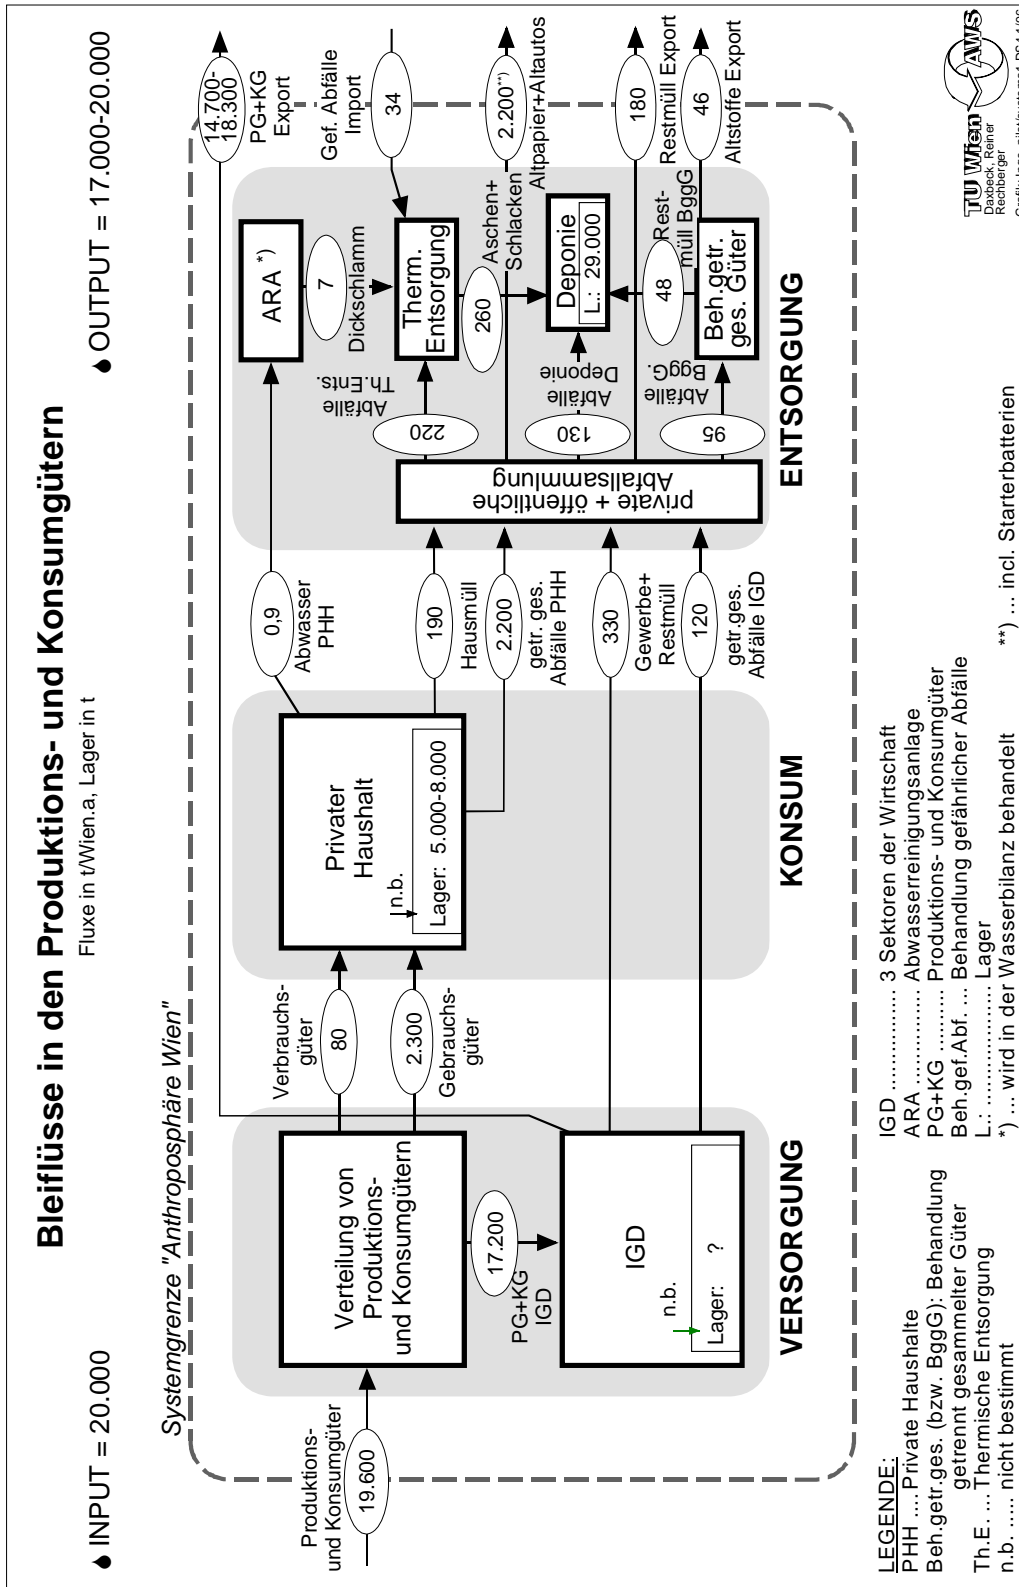 Bleiflüsse in den Produktions- und Konsumgütern
Fluxe in t/Wien.a, Lager in t
INPUT = 20.000
OUTPUT = 17.000-20.000
Systemgrenze "Anthroposphäre Wien"
Produktions-
und Konsumgüter
19.600
Verteilung von
Produktions-
und Konsumgütern
17.200
PG+KG
IGD
IGD
n.b.
Lager: ?
VERSORGUNG
Verbrauchs-
güter
80
2.300
Gebrauchs-
güter
Privater
Haushalt
n.b.
Lager: 5.000-8.000
KONSUM
0,9
Abwasser
PHH
190
Hausmüll
2.200
getr. ges.
Abfälle PHH
330
Gewerbe+
Restmüll
120
getr.ges.
Abfälle IGD
private + öffentliche
Abfallsammlung
220
Abfälle
Th.Ents.
130
Abfälle
Deponie
95
Abfälle
BggG.
ARA *)
7
Dickschlamm
Therm.
Entsorgung
260
Aschen+
Schlacken
Deponie
L.: 29.000
48
Rest-
müll BggG
Beh.getr.
ges. Güter
ENTSORGUNG
14.700-
18.300
PG+KG
Export
Gef. Abfälle
Import
34
2.200**)
Altpapier+Altautos
180
Restmüll Export
46
Altstoffe Export
LEGENDE:
PHH .... Private Haushalte
Beh.getr.ges. (bzw. BggG): Behandlung
getrennt gesammelter Güter
Th.E. ... Thermische Entsorgung
n.b. ..... nicht bestimmt
IGD ................ 3 Sektoren der Wirtschaft
ARA ............... Abwasserreinigungsanlage
PG+KG .......... Produktions- und Konsumgüter
Beh.gef.Abf. ... Behandlung gefährlicher Abfälle
L.: .................. Lager
*) ... wird in der Wasserbilanz behandelt
**) ... incl. Starterbatterien
TU Wien AWS
Daxbeck, Reiner
Rechberger